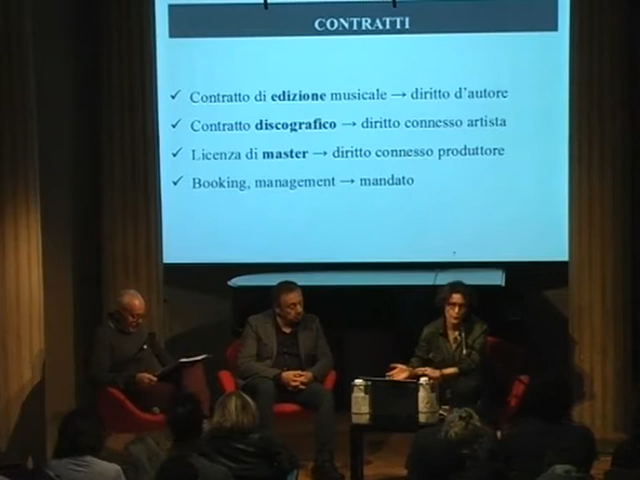 CONTRATTI
✓ Contratto di edizione musicale → diritto d'autore
✓ Contratto discografico → diritto connesso artista
✓ Licenza di master → diritto connesso produttore
✓ Booking, management → mandato